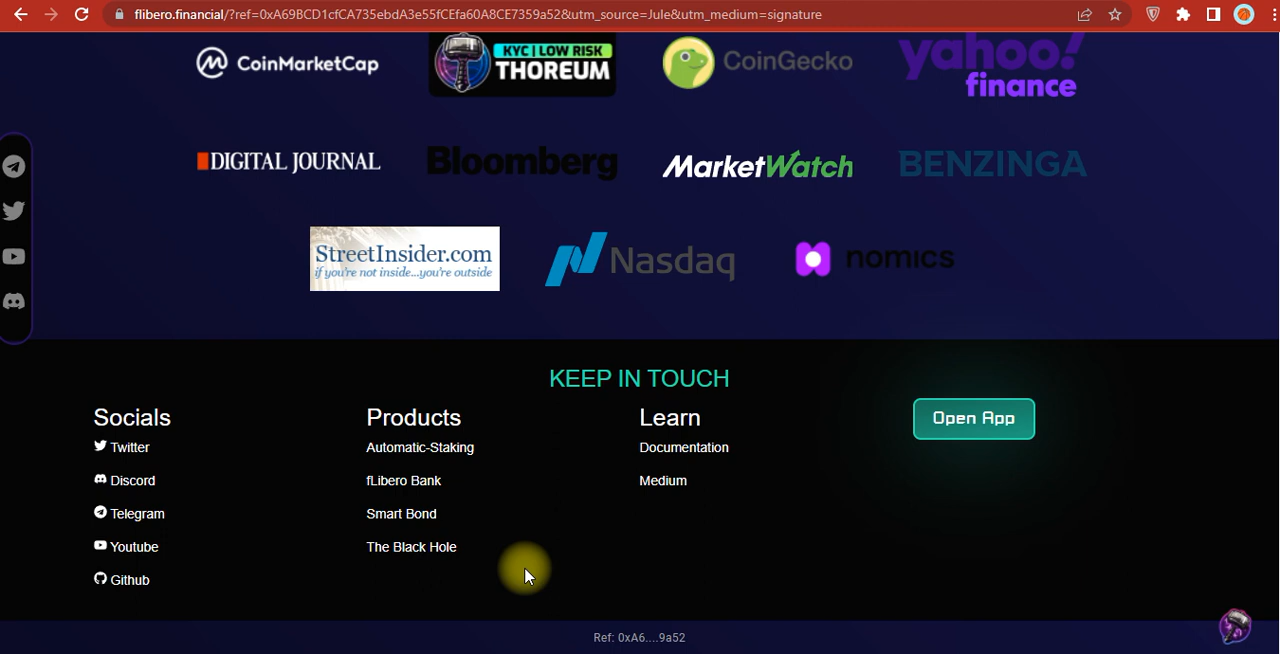 flibero.financial/?ref=0xA69BCD1cfCA735ebdA3e55fCEfa60A8CE7359a52&utm_source=Jule&utm_medium=signature
CoinMarketCap
KYC | LOW RISK
THOREUM
CoinGecko
yahoo!
finance
DIGITAL JOURNAL
Bloomberg
MarketWatch
BENZINGA
StreetInsider.com
if you're not inside...you're outside
Nasdaq
nomics
KEEP IN TOUCH
Socials
Twitter
Discord
Telegram
Youtube
Github
Products
Automatic-Staking
fLibero Bank
Smart Bond
The Black Hole
Learn
Documentation
Medium
Open App
Ref: 0xA6....9a52